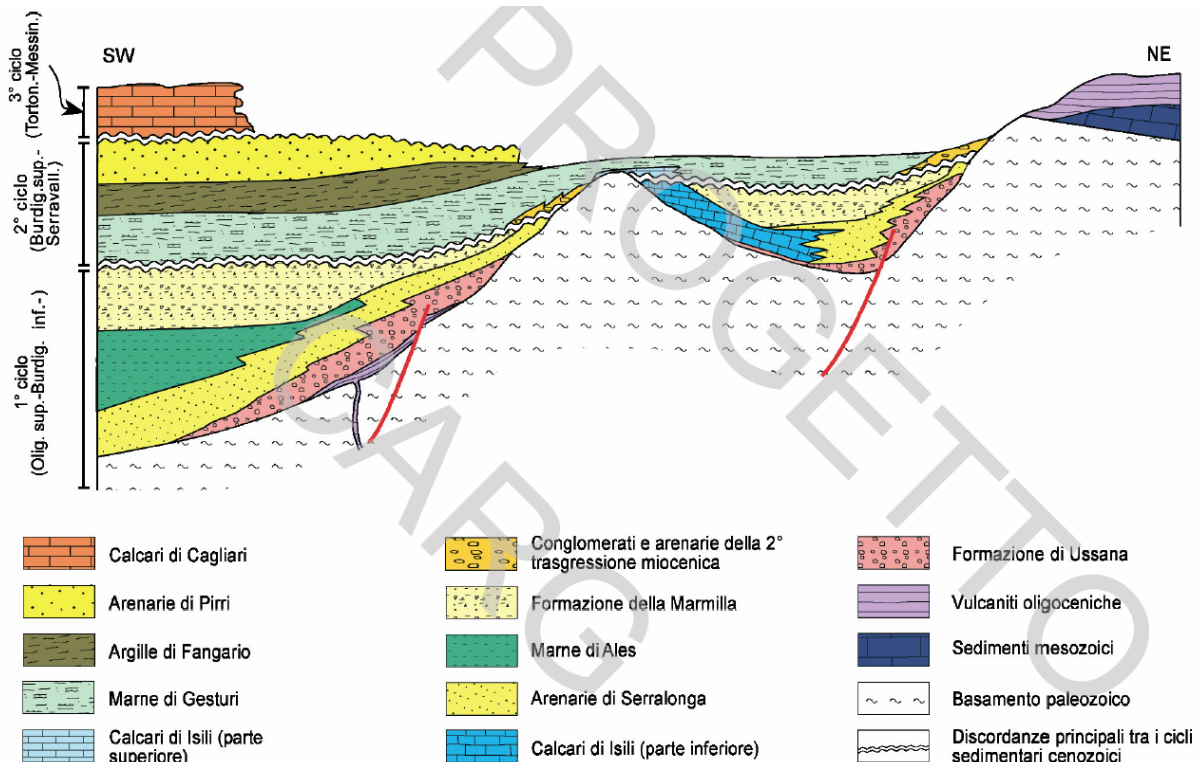 SW
NE
3° ciclo
(Torton.-Messin.)
2° ciclo
(Burdig.sup.-
Serravall.)
1° ciclo
(Olig. sup.-Burdig. inf.-)
PROGETTO
CARG
Calcari di Cagliari
Arenarie di Pirri
Argille di Fangario
Marne di Gesturi
Calcari di Isili (parte
superiore)
Conglomerati e arenarie della 2°
trasgressione miocenica
Formazione della Marmilla
Marne di Ales
Arenarie di Serralonga
Calcari di Isili (parte inferiore)
Formazione di Ussana
Vulcaniti oligoceniche
Sedimenti mesozoici
Basamento paleozoico
Discordanze principali tra i cicli
sedimentari cenozoici